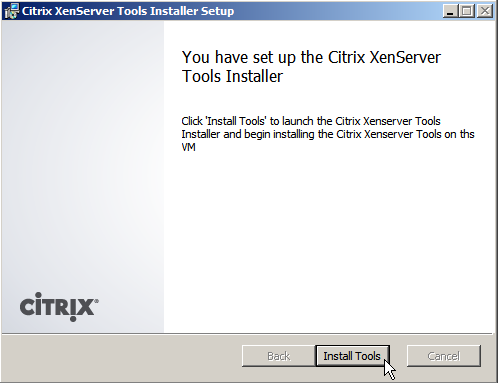 Citrix XenServer Tools Installer Setup
You have set up the Citrix XenServer
Tools Installer
Click 'Install Tools' to launch the Citrix Xenserver Tools
Installer and begin installing the Citrix Xenserver Tools on ths
VM
CİTRIX®
Back
Install Tools
Cancel